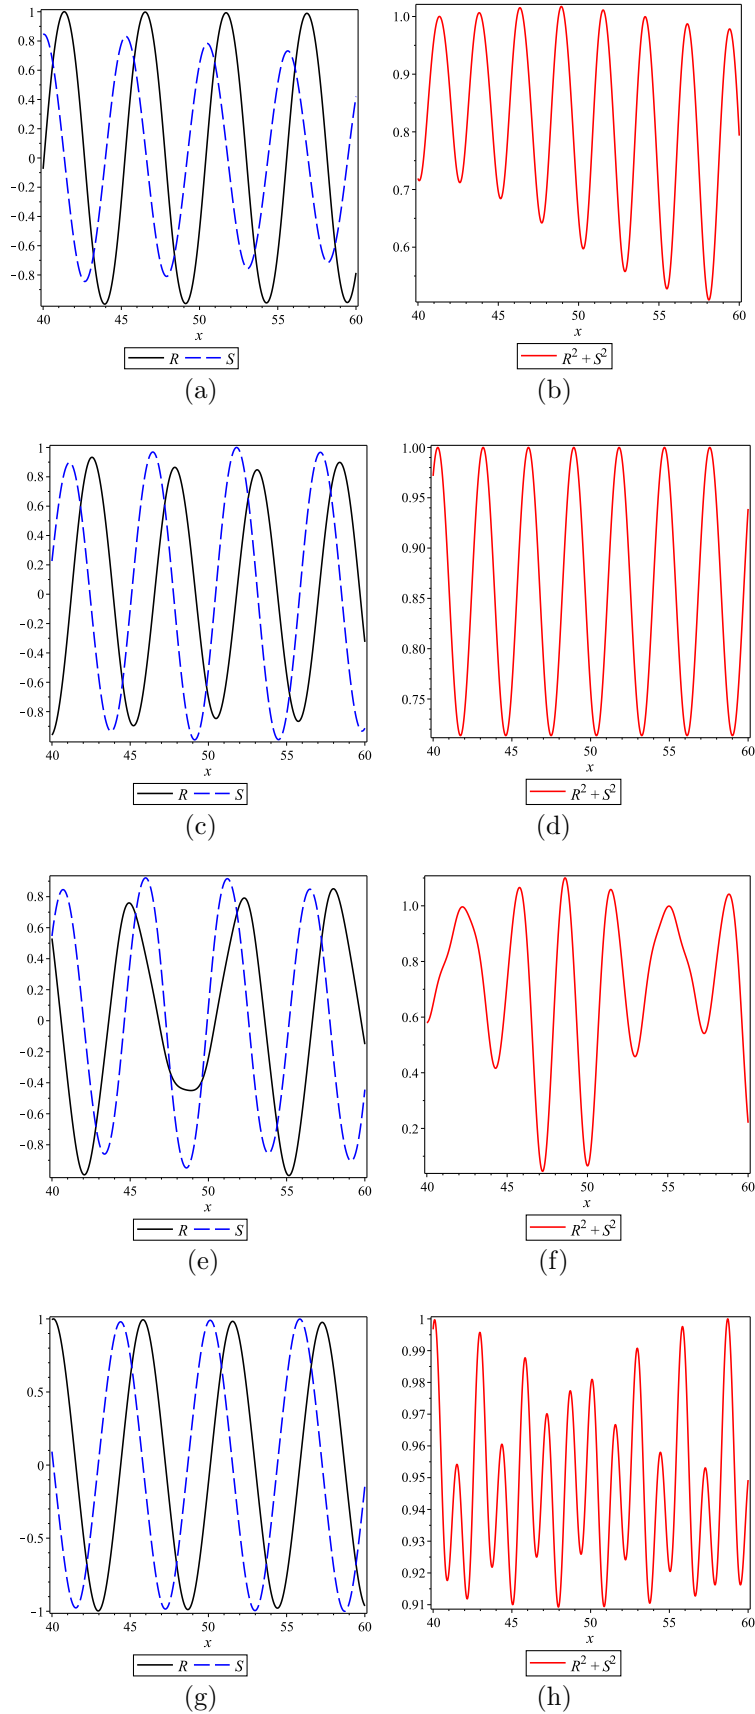 1
0.8
0.6
0.4
0.2
0
−0.2
−0.4
−0.6
−0.8
40 45 50 55 60
x
R S
(a)
1.0
0.9
0.8
0.7
0.6
40 45 50 55 60
x
R² + S²
(b)
1
0.8
0.6
0.4
0.2
0
−0.2
−0.4
−0.6
−0.8
40 45 50 55 60
x
R S
(c)
1.00
0.95
0.90
0.85
0.80
0.75
40 45 50 55 60
x
R² + S²
(d)
0.8
0.6
0.4
0.2
0
−0.2
−0.4
−0.6
−0.8
40 45 50 55 60
x
R S
(e)
1.0
0.8
0.6
0.4
0.2
40 45 50 55 60
x
R² + S²
(f)
1
0.5
0
−0.5
−1
40 45 50 55 60
x
R S
(g)
1
0.99
0.98
0.97
0.96
0.95
0.94
0.93
0.92
0.91
40 45 50 55 60
x
R² + S²
(h)